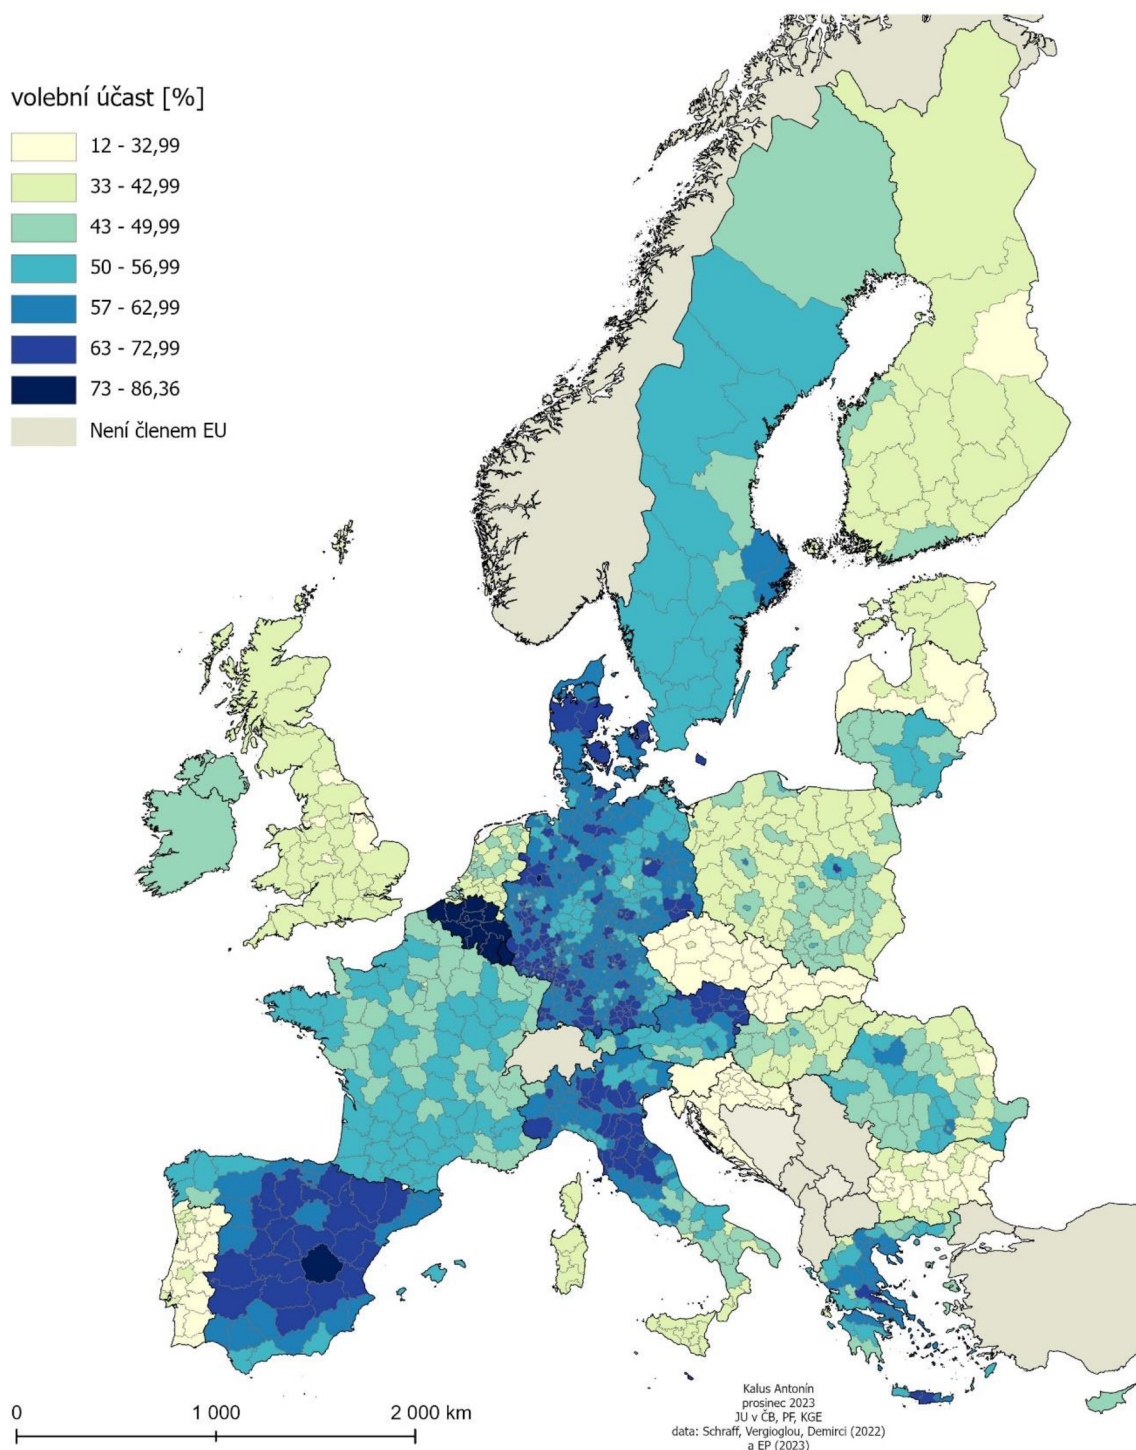 volební účast [%]
12 - 32,99
33 - 42,99
43 - 49,99
50 - 56,99
57 - 62,99
63 - 72,99
73 - 86,36
Není členem EU
0 1 000 2 000 km
Kalus Antonín
prosinec 2023
JU v ČB, PF, KGE
data: Schraff, Vergioglou, Demirci (2022)
a EP (2023)